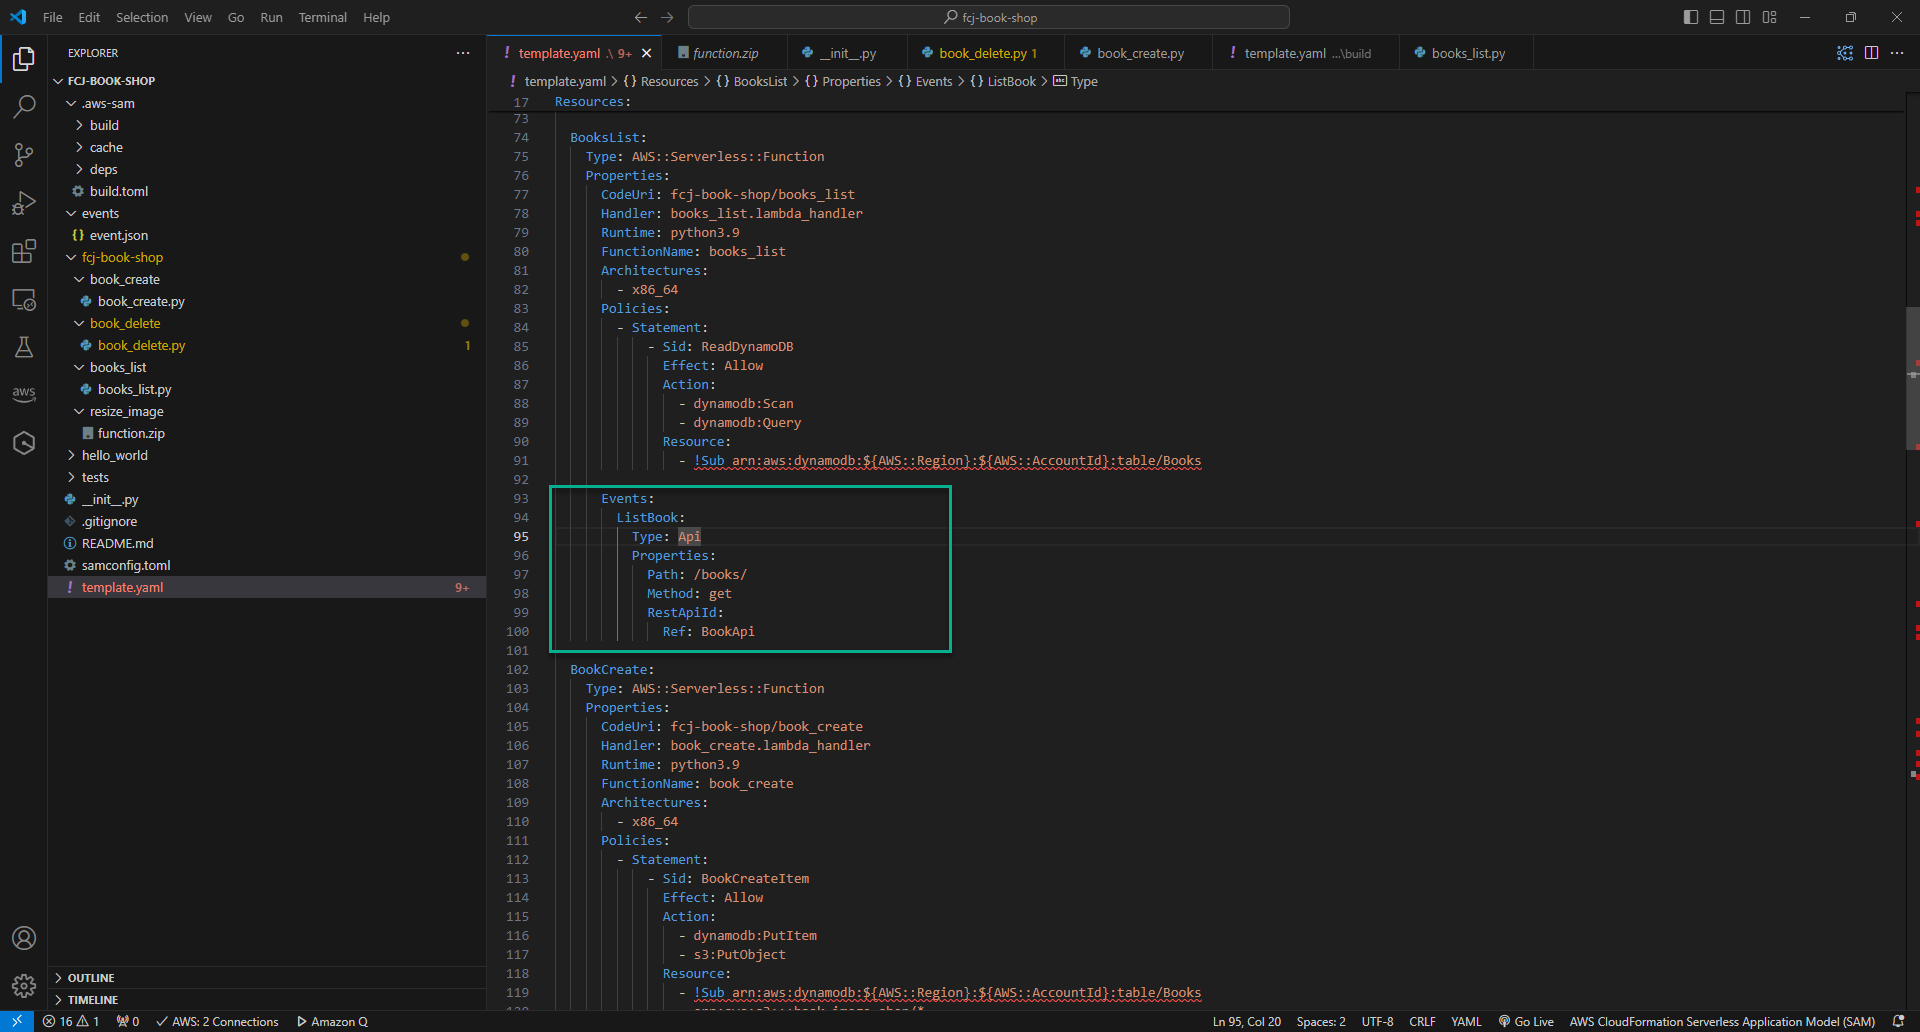 File Edit Selection View Go Run Terminal Help
fcj-book-shop
EXPLORER
FCJ-BOOK-SHOP
.aws-sam
build
cache
deps
build.toml
events
{} event.json
fcj-book-shop
book_create
book_create.py
book_delete
book_delete.py 1
books_list
books_list.py
resize_image
function.zip
hello_world
tests
__init__.py
.gitignore
README.md
samconfig.toml
! template.yaml 9+
OUTLINE
TIMELINE
! template.yaml .\ 9+ function.zip __init__.py book_delete.py 1 book_create.py ! template.yaml ...\build books_list.py
! template.yaml > {} Resources > {} BooksList > {} Properties > {} Events > {} ListBook > abc Type
17 Resources:
73
74 BooksList:
75 Type: AWS::Serverless::Function
76 Properties:
77 CodeUri: fcj-book-shop/books_list
78 Handler: books_list.lambda_handler
79 Runtime: python3.9
80 FunctionName: books_list
81 Architectures:
82 - x86_64
83 Policies:
84 - Statement:
85 - Sid: ReadDynamoDB
86 Effect: Allow
87 Action:
88 - dynamodb:Scan
89 - dynamodb:Query
90 Resource:
91 - !Sub arn:aws:dynamodb:${AWS::Region}:${AWS::AccountId}:table/Books
92
93 Events:
94 ListBook:
95 Type: Api
96 Properties:
97 Path: /books/
98 Method: get
99 RestApiId:
100 Ref: BookApi
101
102 BookCreate:
103 Type: AWS::Serverless::Function
104 Properties:
105 CodeUri: fcj-book-shop/book_create
106 Handler: book_create.lambda_handler
107 Runtime: python3.9
108 FunctionName: book_create
109 Architectures:
110 - x86_64
111 Policies:
112 - Statement:
113 - Sid: BookCreateItem
114 Effect: Allow
115 Action:
116 - dynamodb:PutItem
117 - s3:PutObject
118 Resource:
119 - !Sub arn:aws:dynamodb:${AWS::Region}:${AWS::AccountId}:table/Books
aws
16 1 0 AWS: 2 Connections Amazon Q Ln 95, Col 20 Spaces: 2 UTF-8 CRLF YAML Go Live AWS CloudFormation Serverless Application Model (SAM)